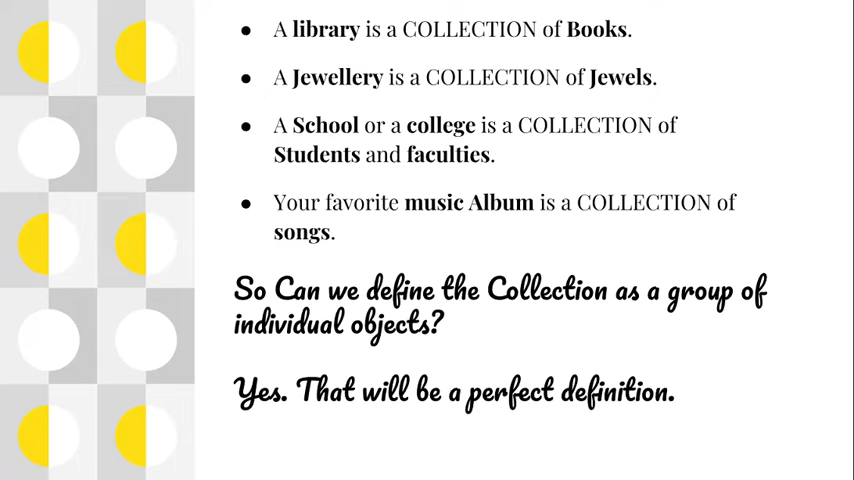 ● A library is a COLLECTION of Books.
● A Jewellery is a COLLECTION of Jewels.
● A School or a college is a COLLECTION of
Students and faculties.
● Your favorite music Album is a COLLECTION of
songs.
So Can we define the Collection as a group of
individual objects?
Yes. That will be a perfect definition.